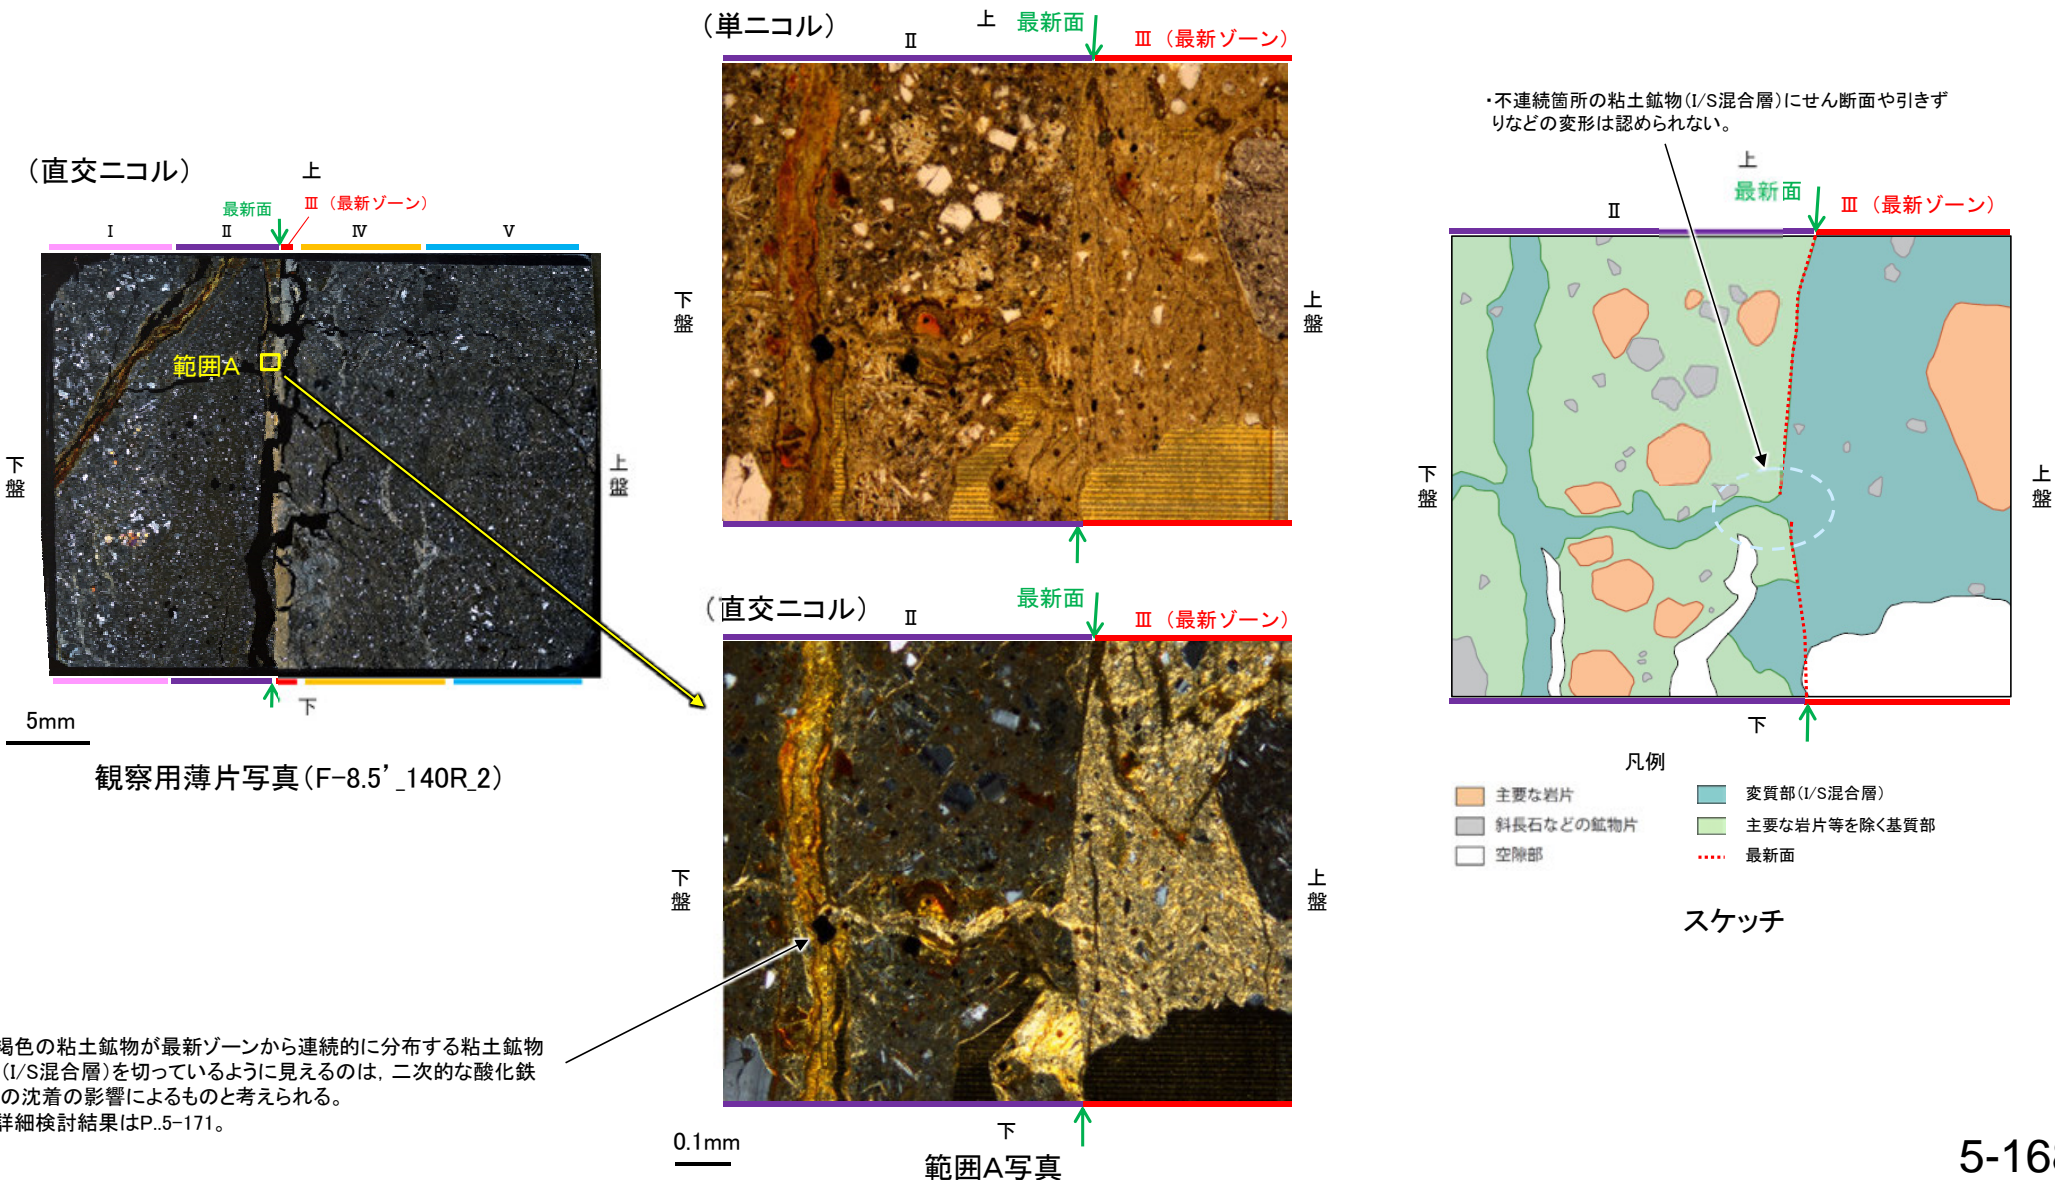 (直交ニコル)
上
最新面
Ⅲ (最新ゾーン)
Ⅰ
Ⅱ
Ⅳ
Ⅴ
範囲A
下盤
上盤
下
5mm
観察用薄片写真(F-8.5'_140R_2)
褐色の粘土鉱物が最新ゾーンから連続的に分布する粘土鉱物
(I/S混合層)を切っているように見えるのは, 二次的な酸化鉄
の沈着の影響によるものと考えられる。
詳細検討結果はP..5-171。
(単ニコル)
上
最新面
Ⅱ
Ⅲ (最新ゾーン)
下盤
上盤
(直交ニコル)
Ⅱ
最新面
Ⅲ (最新ゾーン)
下盤
上盤
下
0.1mm
範囲A写真
・不連続箇所の粘土鉱物(I/S混合層)にせん断面や引きず
りなどの変形は認められない。
上
最新面
Ⅱ
Ⅲ (最新ゾーン)
下盤
上盤
下
凡例
主要な岩片
変質部(I/S混合層)
斜長石などの鉱物片
主要な岩片等を除く基質部
空隙部
最新面
スケッチ
5-168